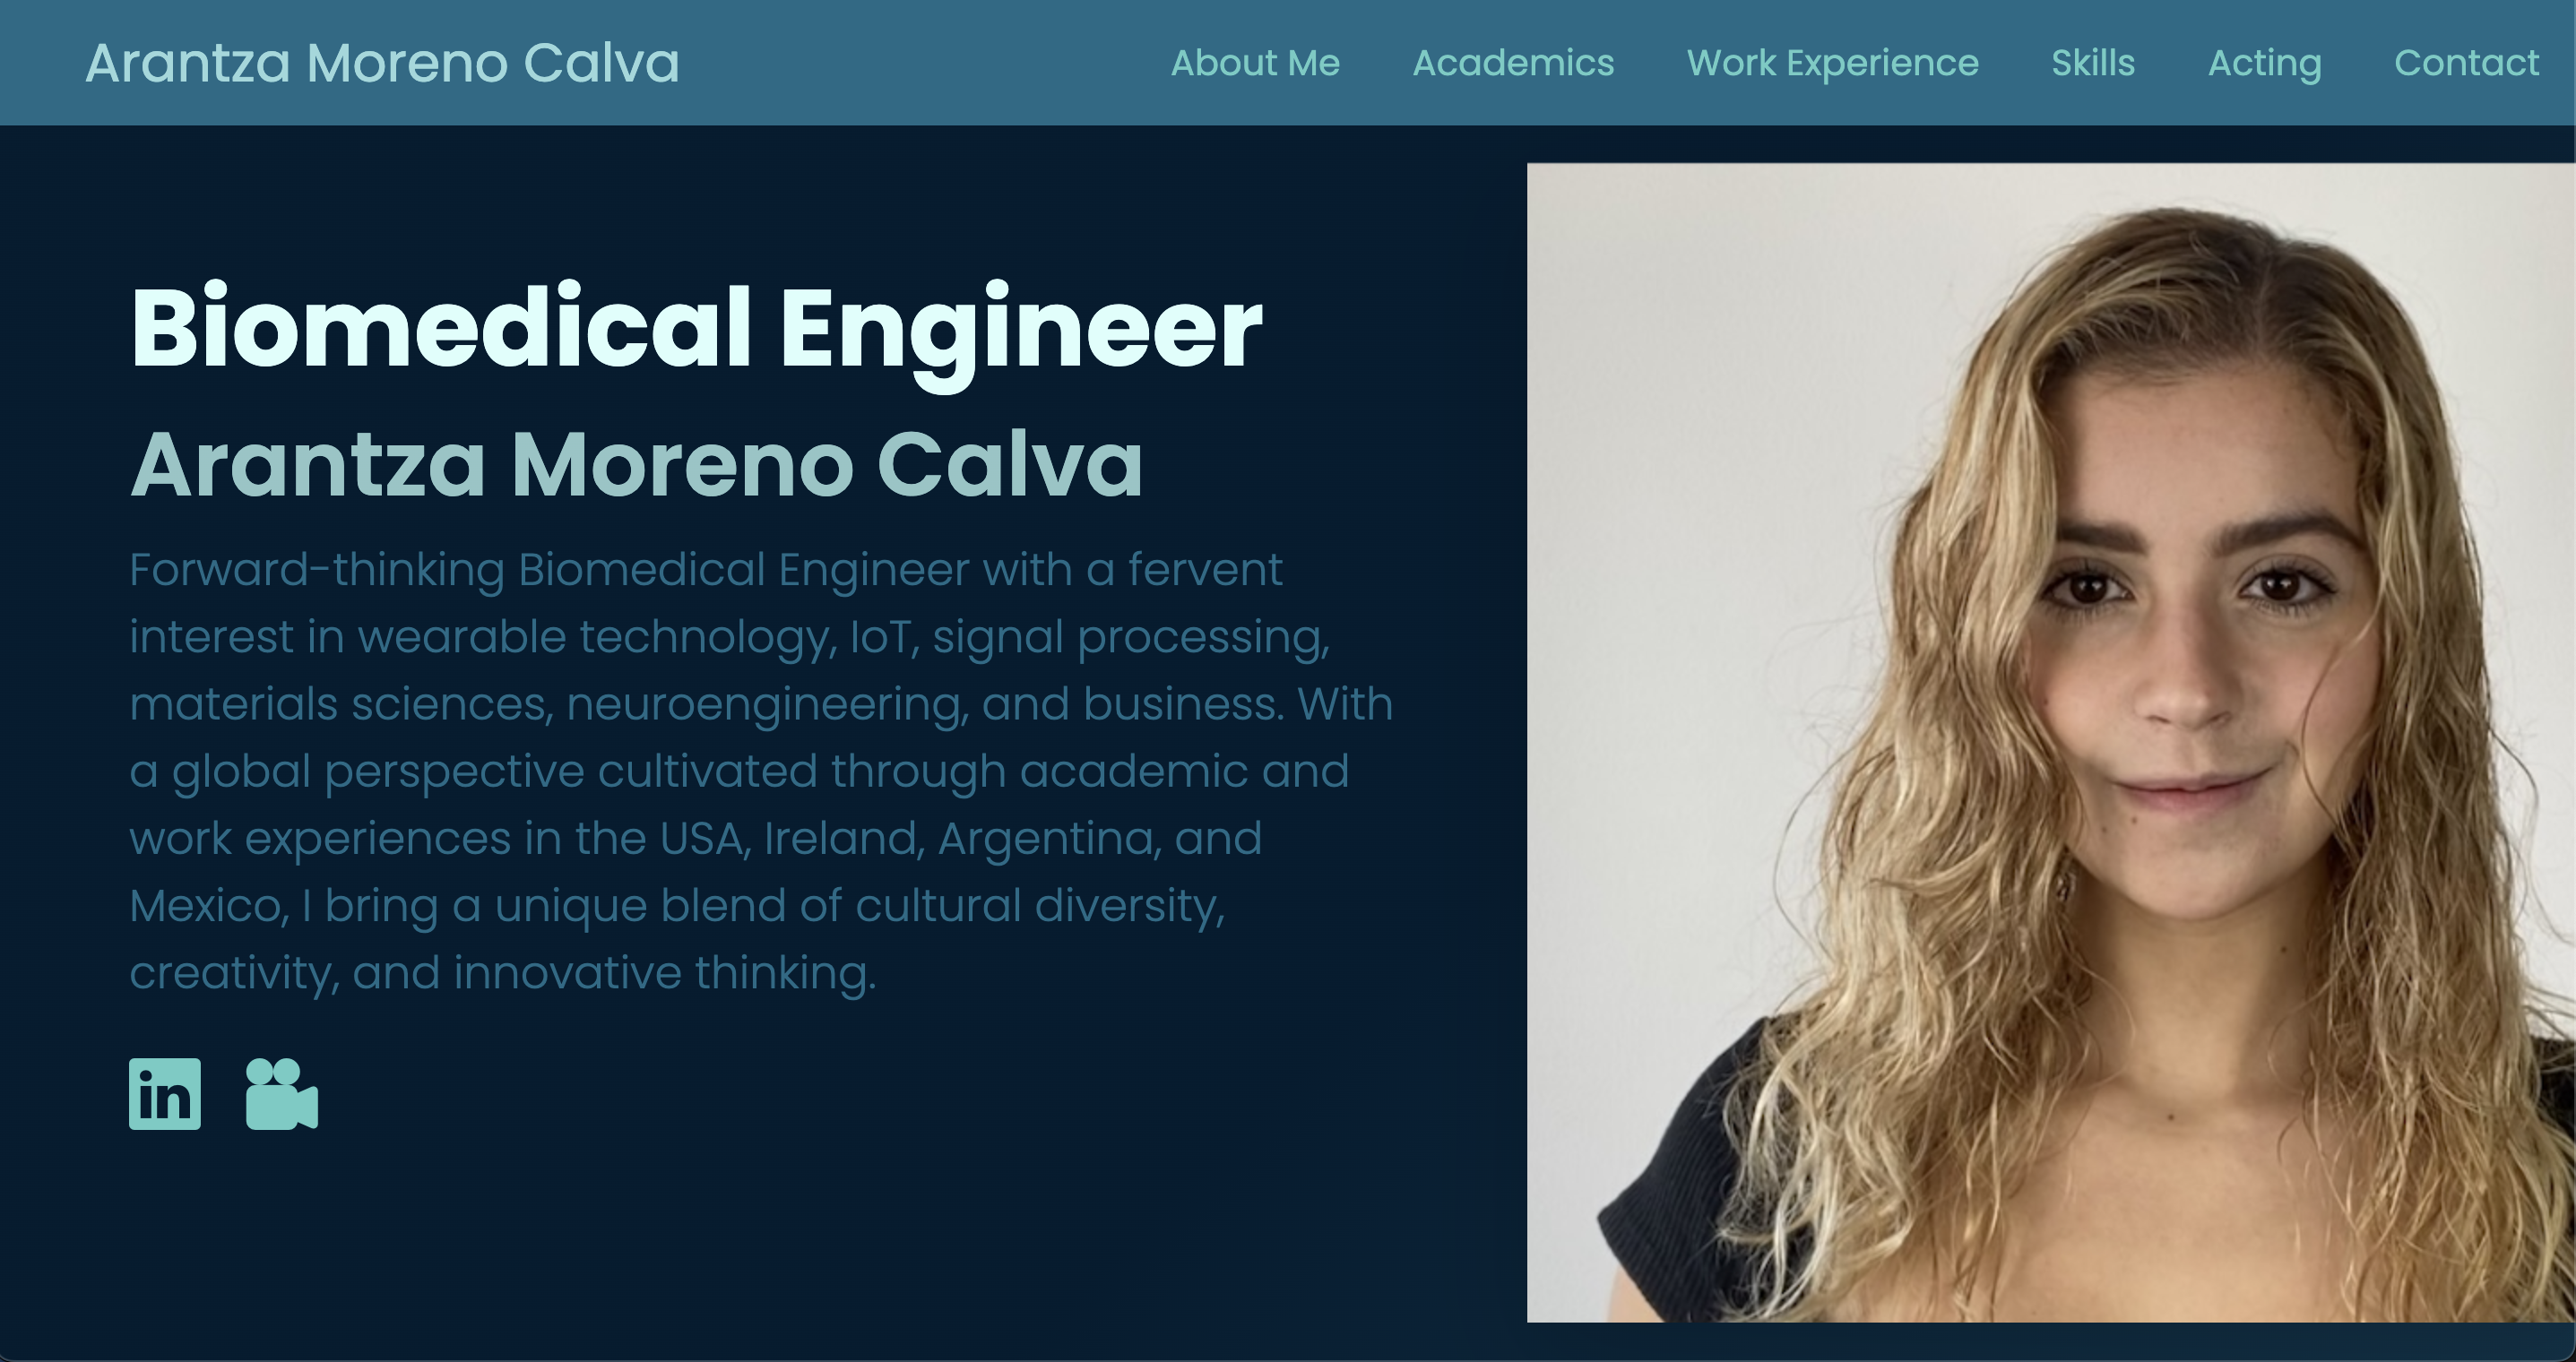 Arantza Moreno Calva
About Me Academics Work Experience Skills Acting Contact
Biomedical Engineer
Arantza Moreno Calva
Forward-thinking Biomedical Engineer with a fervent
interest in wearable technology, IoT, signal processing,
materials sciences, neuroengineering, and business. With
a global perspective cultivated through academic and
work experiences in the USA, Ireland, Argentina, and
Mexico, I bring a unique blend of cultural diversity,
creativity, and innovative thinking.
in